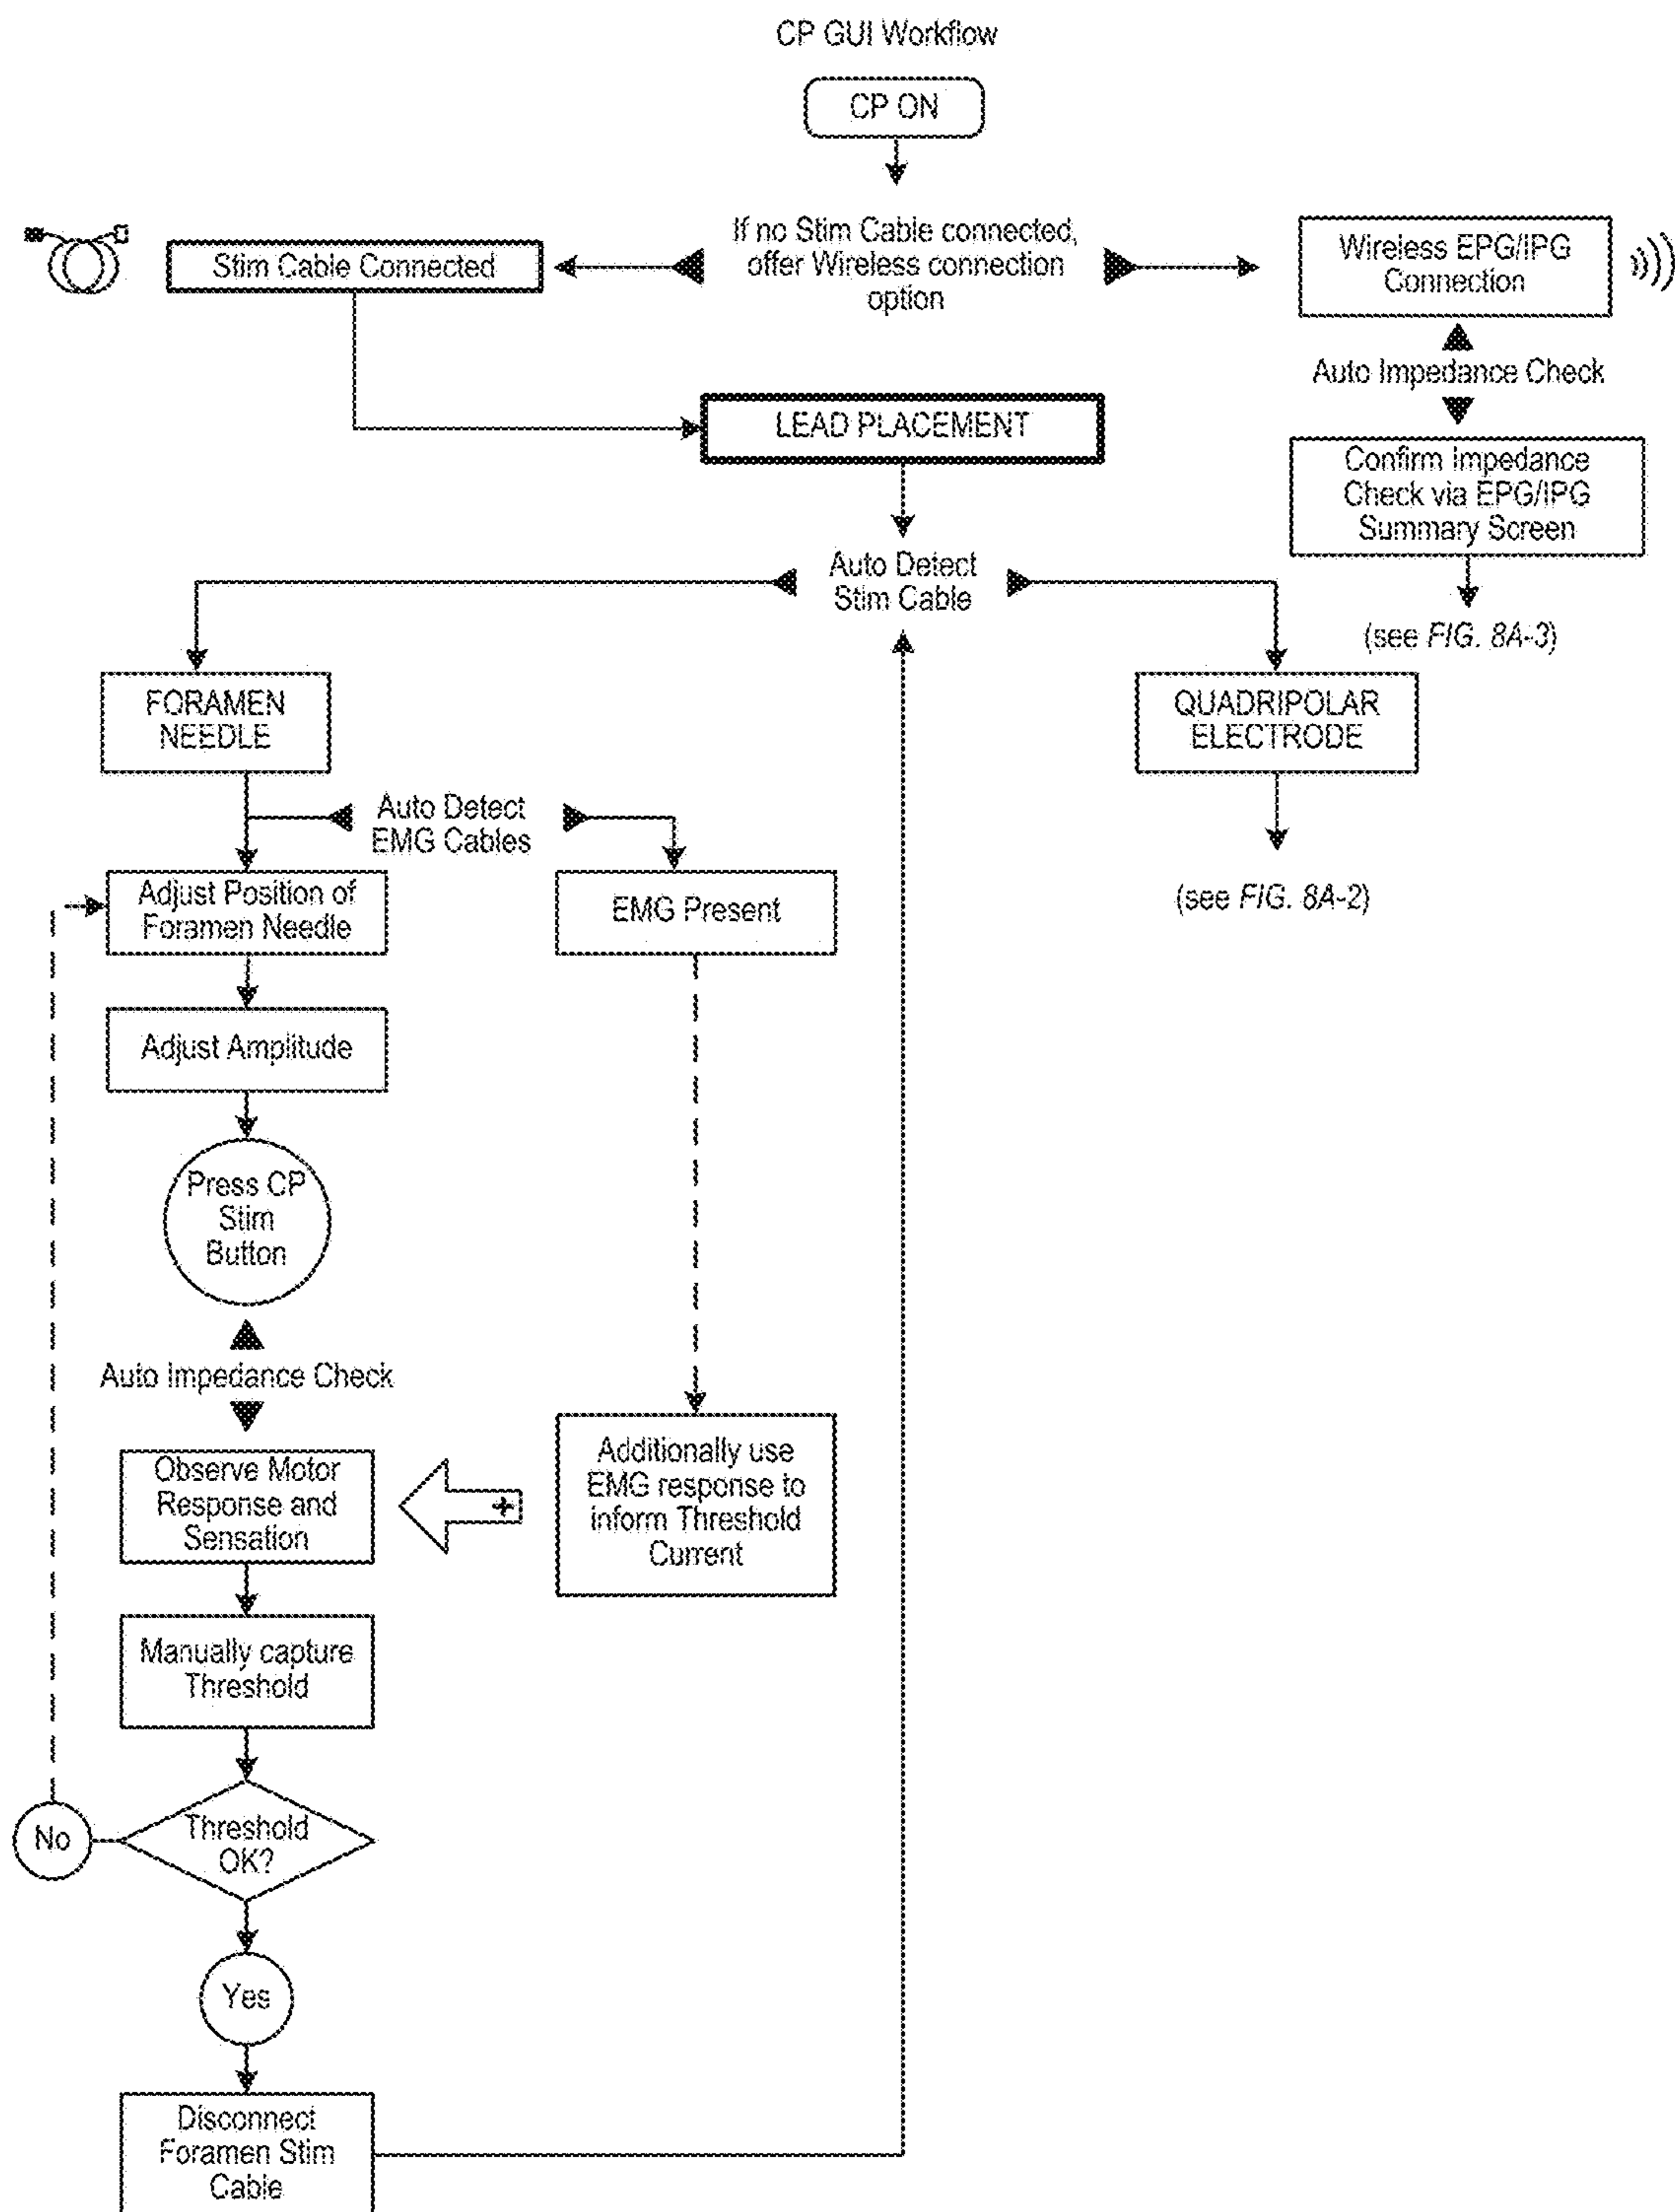 CP GUI Workflow
CP ON
If no Stim Cable connected,
offer Wireless connection
option
Stim Cable Connected
Wireless EPG/IPG
Connection
Auto Impedance Check
LEAD PLACEMENT
Confirm Impedance
Check via EPG/IPG
Summary Screen
(see FIG. 8A-3)
Auto Detect
Stim Cable
FORAMEN
NEEDLE
QUADRIPOLAR
ELECTRODE
(see FIG. 8A-2)
Auto Detect
EMG Cables
Adjust Position of
Foramen Needle
EMG Present
Adjust Amplitude
Press CP
Stim
Button
Auto Impedance Check
Observe Motor
Response and
Sensation
+
Additionally use
EMG response to
inform Threshold
Current
Manually capture
Threshold
Threshold
OK?
No
Yes
Disconnect
Foramen Stim
Cable